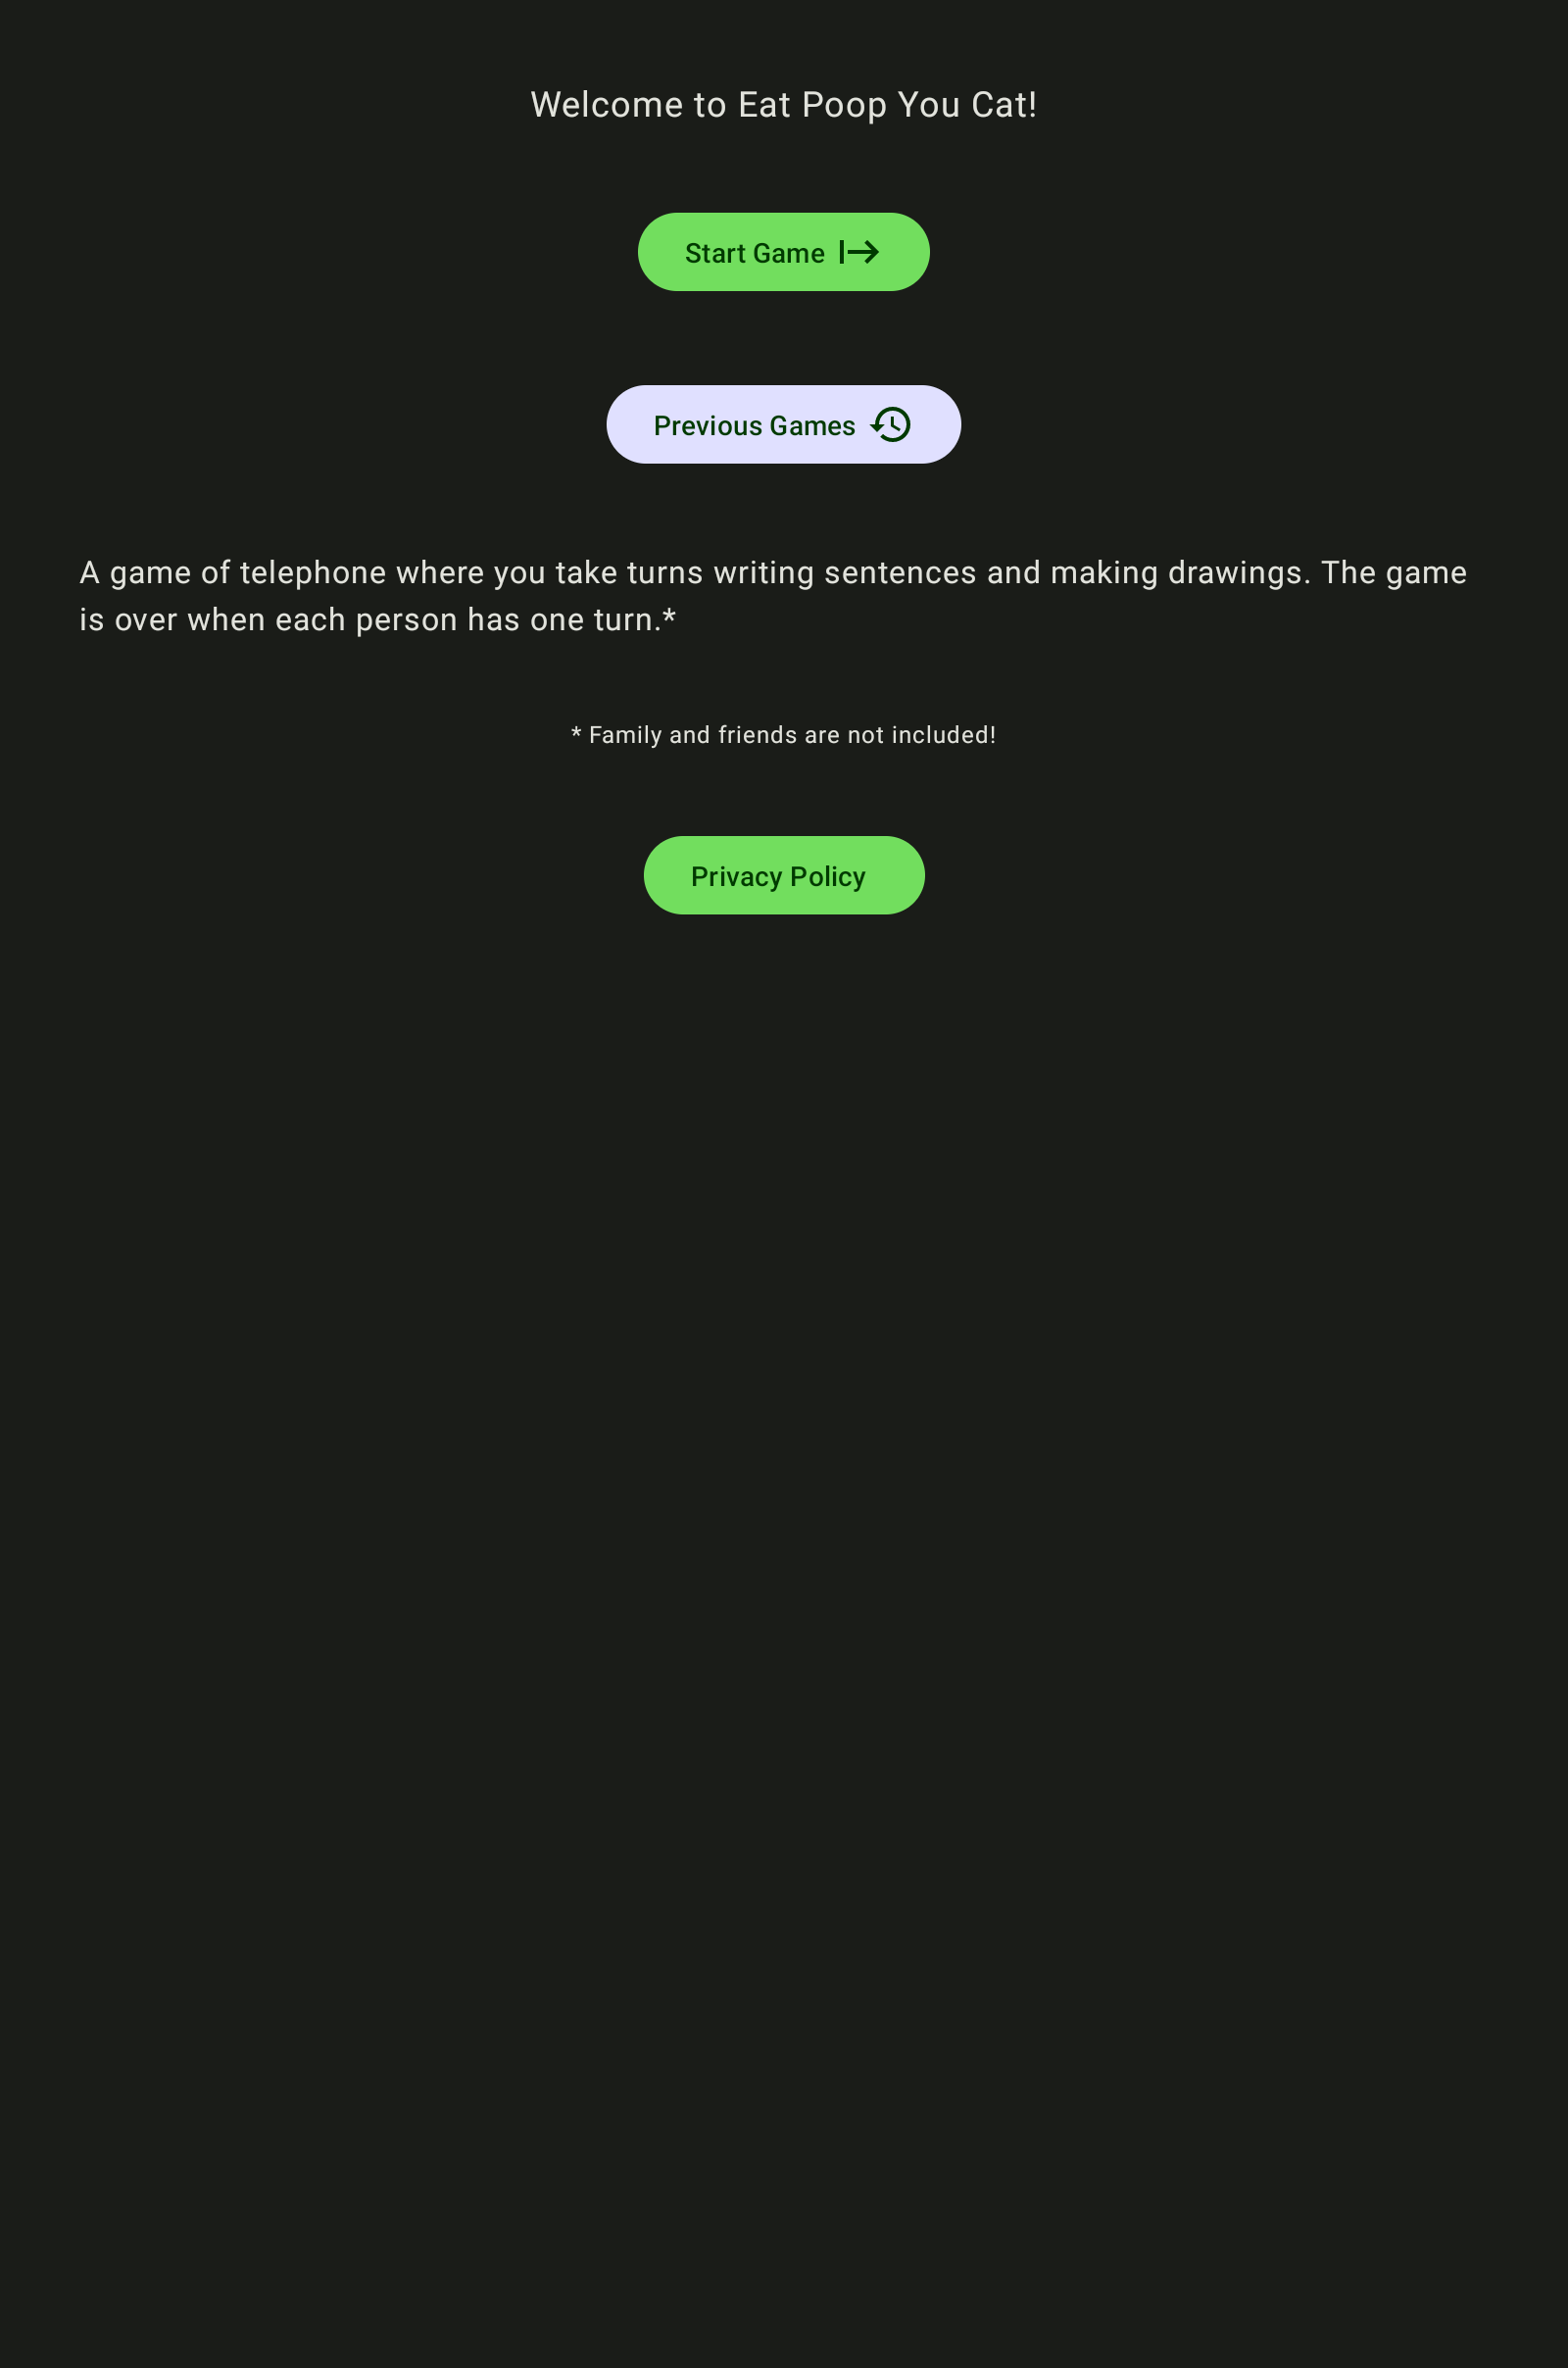 Welcome to Eat Poop You Cat!
Start Game
Previous Games
A game of telephone where you take turns writing sentences and making drawings. The game
is over when each person has one turn.*
* Family and friends are not included!
Privacy Policy